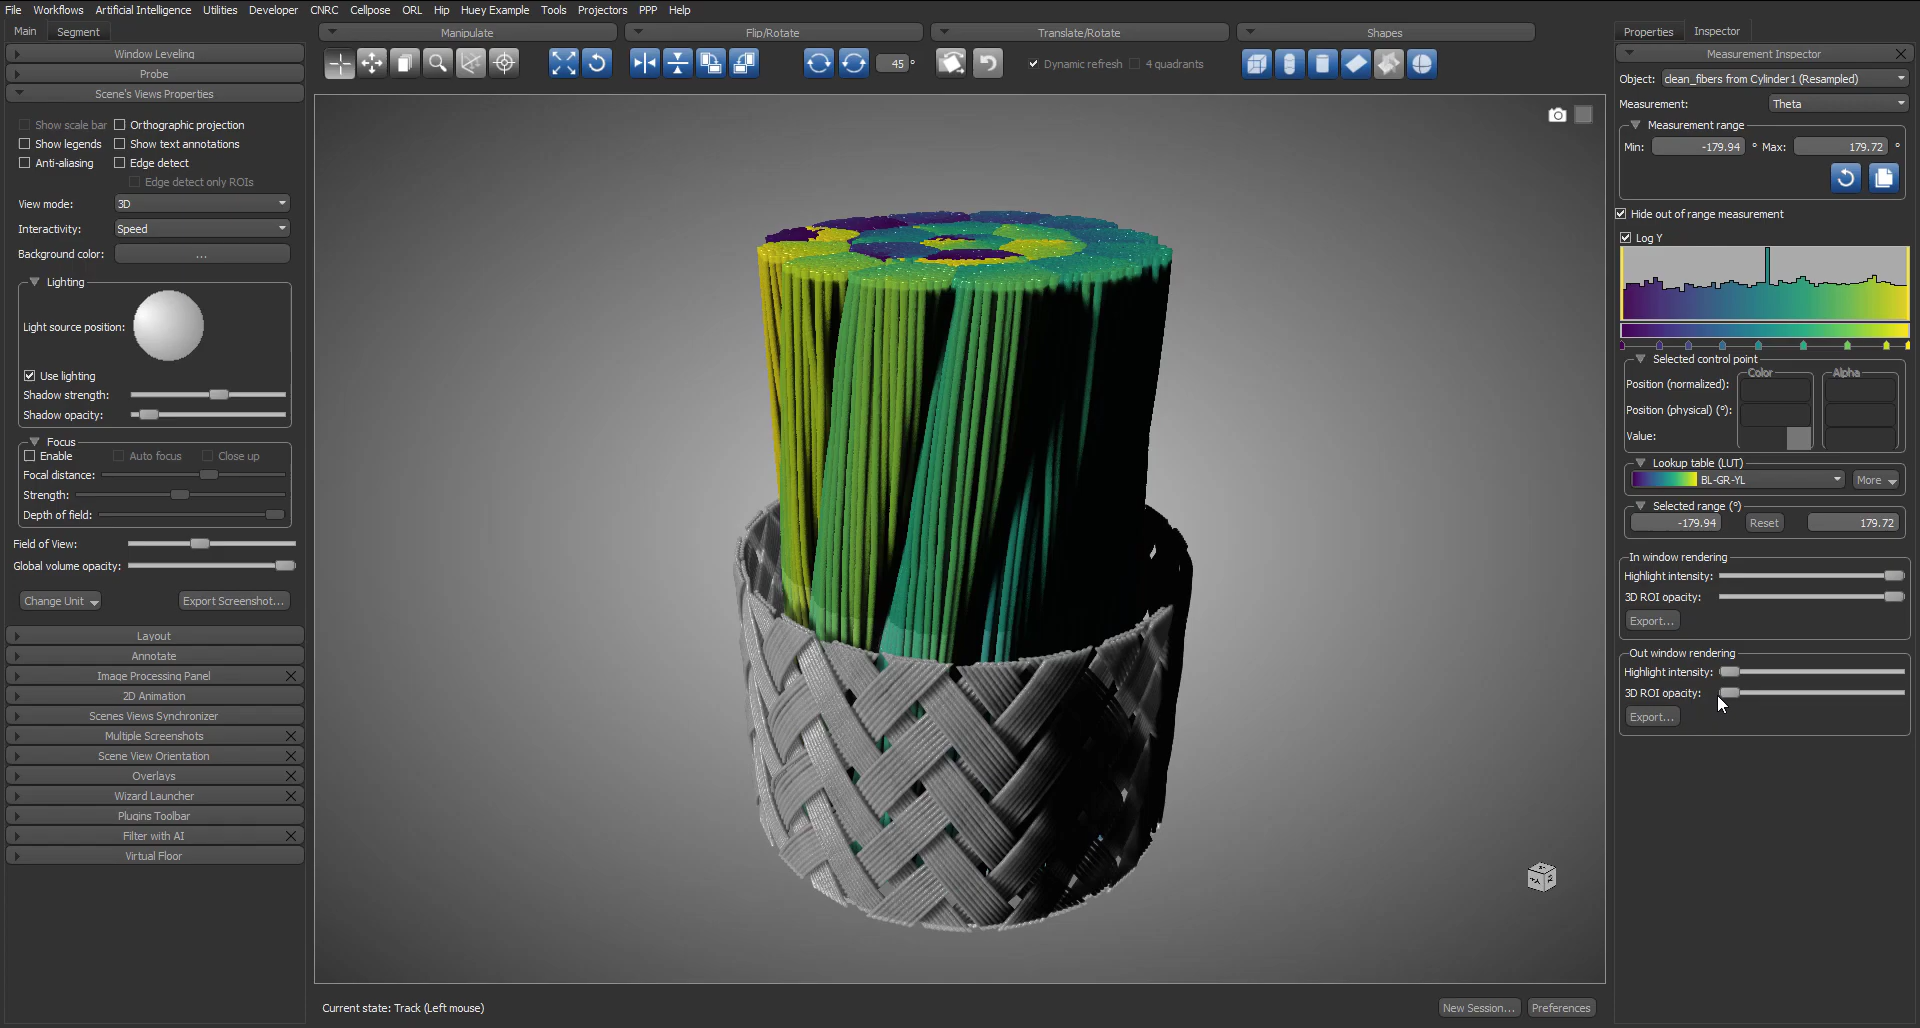 File Workflows Artificial Intelligence Utilities Developer CNRC Cellpose ORL Hip Huey Example Tools Projectors PPP Help
Main Segment
Window Leveling
Probe
Scene's Views Properties
Show scale bar Orthographic projection
Show legends Show text annotations
Anti-aliasing Edge detect
Edge detect only ROIs
View mode: 3D
Interactivity: Speed
Background color: ...
Lighting
Light source position:
Use lighting
Shadow strength:
Shadow opacity:
Focus
Enable Auto focus Close up
Focal distance:
Strength:
Depth of field:
Field of View:
Global volume opacity:
Change Unit Export Screenshot...
Layout
Annotate
Image Processing Panel
2D Animation
Scenes Views Synchronizer
Multiple Screenshots
Scene View Orientation
Overlays
Wizard Launcher
Plugins Toolbar
Filter with AI
Virtual Floor
Manipulate Flip/Rotate Translate/Rotate Shapes
45 °
Dynamic refresh 4 quadrants
Current state: Track (Left mouse)
New Session... Preferences
Properties Inspector
Measurement Inspector
Object: clean_fibers from Cylinder1 (Resampled)
Measurement: Theta
Measurement range
Min: -179.94 ° Max: 179.72 °
Hide out of range measurement
Log Y
Selected control point
Color Alpha
Position (normalized):
Position (physical) (°):
Value:
Lookup table (LUT)
BL-GR-YL More
Selected range (°)
-179.94 Reset 179.72
In window rendering
Highlight intensity:
3D ROI opacity:
Export...
Out window rendering
Highlight intensity:
3D ROI opacity:
Export...